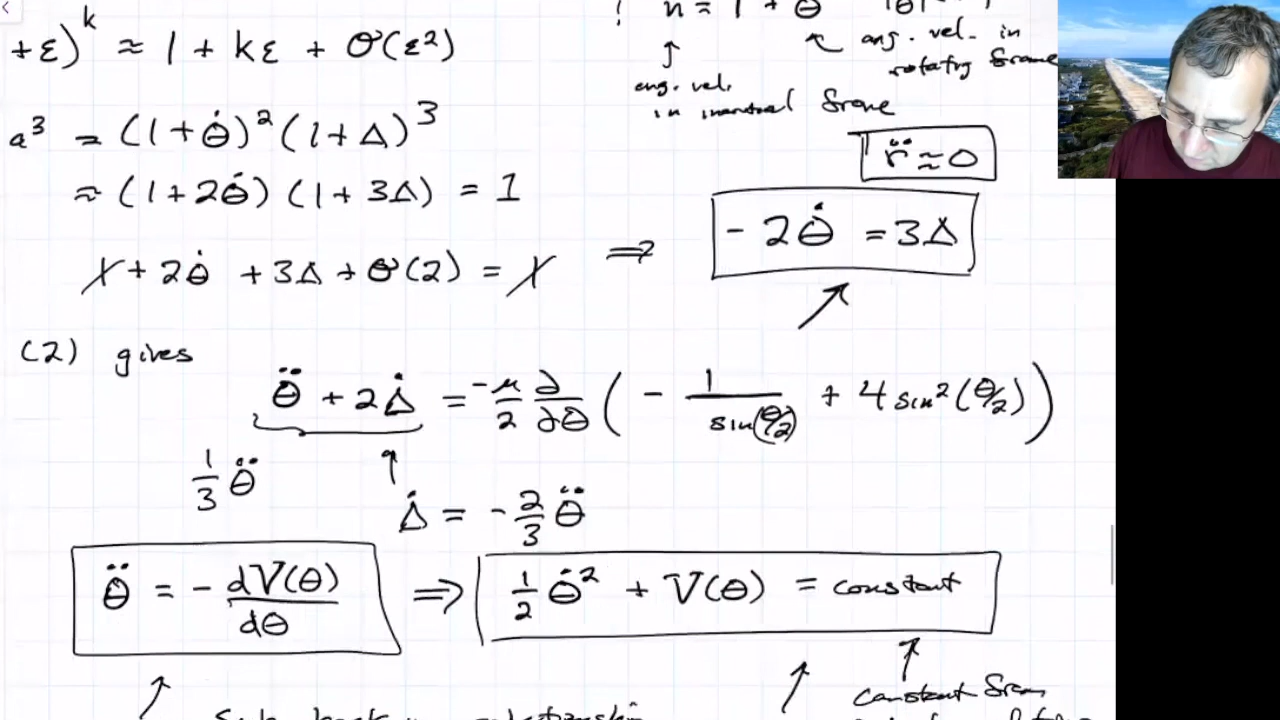 ! n ≈ 1 + θ̇
+ε)^k ≈ 1 + kε + O(ε²)
ang. vel. in
rotating frame
ang. vel.
in inertial frame
a³ = (1+θ̇)²(1+Δ)³
r̈ ≈ 0
≈ (1+2θ̇)(1+3Δ) = 1
1 + 2θ̇ + 3Δ + O(2) = 1 ⟹ -2θ̇ = 3Δ
(2) gives
θ̈ + 2Δ̇ = -μ/2 ∂/∂θ ( - 1/sin(θ/2) + 4 sin²(θ/2) )
1/3 θ̈
Δ̇ = -2/3 θ̈
θ̈ = - dV(θ)/dθ ⟹ 1/2 θ̇² + V(θ) = constant
constant from